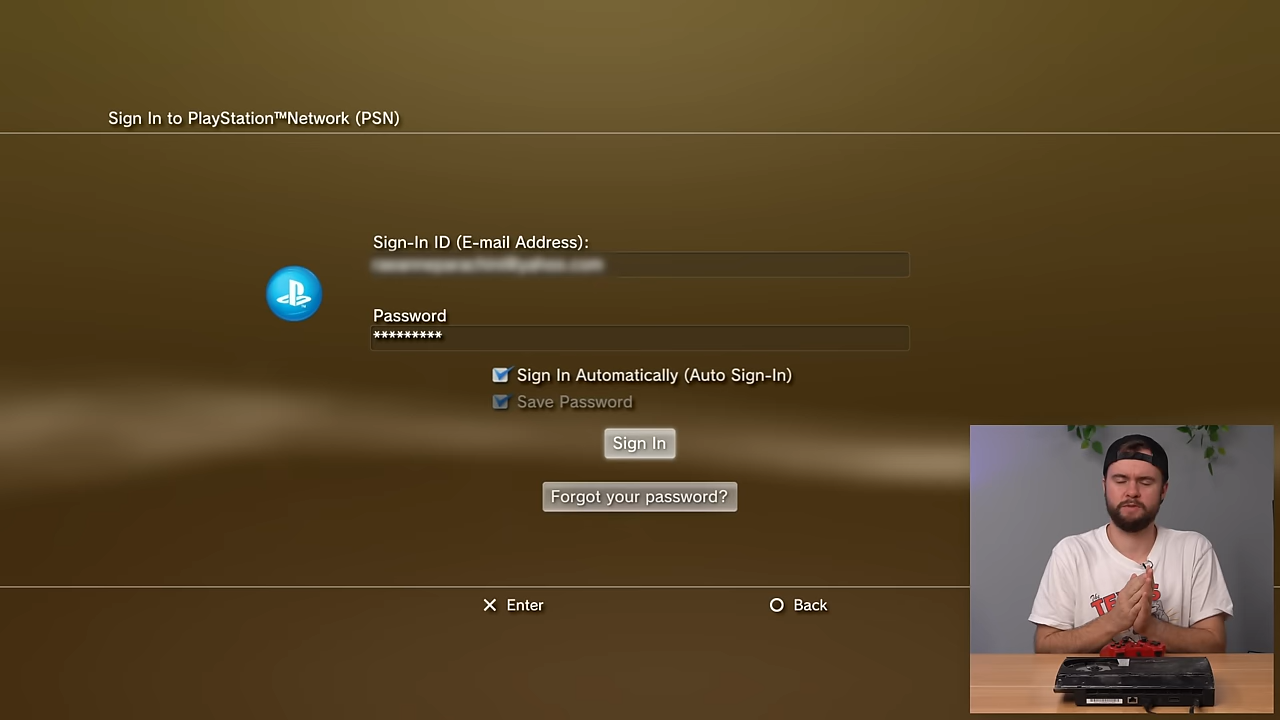 Sign In to PlayStation™Network (PSN)
Sign-In ID (E-mail Address):
Password
*********
Sign In Automatically (Auto Sign-In)
Save Password
Sign In
Forgot your password?
Enter
Back
The